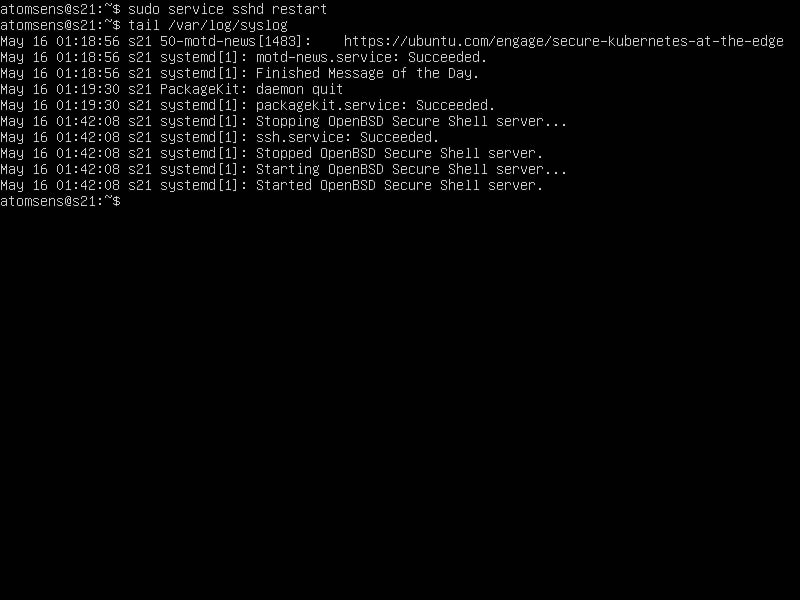 atomsens@s21:~$ sudo service sshd restart
atomsens@s21:~$ tail /var/log/syslog
May 16 01:18:56 s21 50-motd-news[1483]:    https://ubuntu.com/engage/secure-kubernetes-at-the-edge
May 16 01:18:56 s21 systemd[1]: motd-news.service: Succeeded.
May 16 01:18:56 s21 systemd[1]: Finished Message of the Day.
May 16 01:19:30 s21 PackageKit: daemon quit
May 16 01:19:30 s21 systemd[1]: packagekit.service: Succeeded.
May 16 01:42:08 s21 systemd[1]: Stopping OpenBSD Secure Shell server...
May 16 01:42:08 s21 systemd[1]: ssh.service: Succeeded.
May 16 01:42:08 s21 systemd[1]: Stopped OpenBSD Secure Shell server.
May 16 01:42:08 s21 systemd[1]: Starting OpenBSD Secure Shell server...
May 16 01:42:08 s21 systemd[1]: Started OpenBSD Secure Shell server.
atomsens@s21:~$